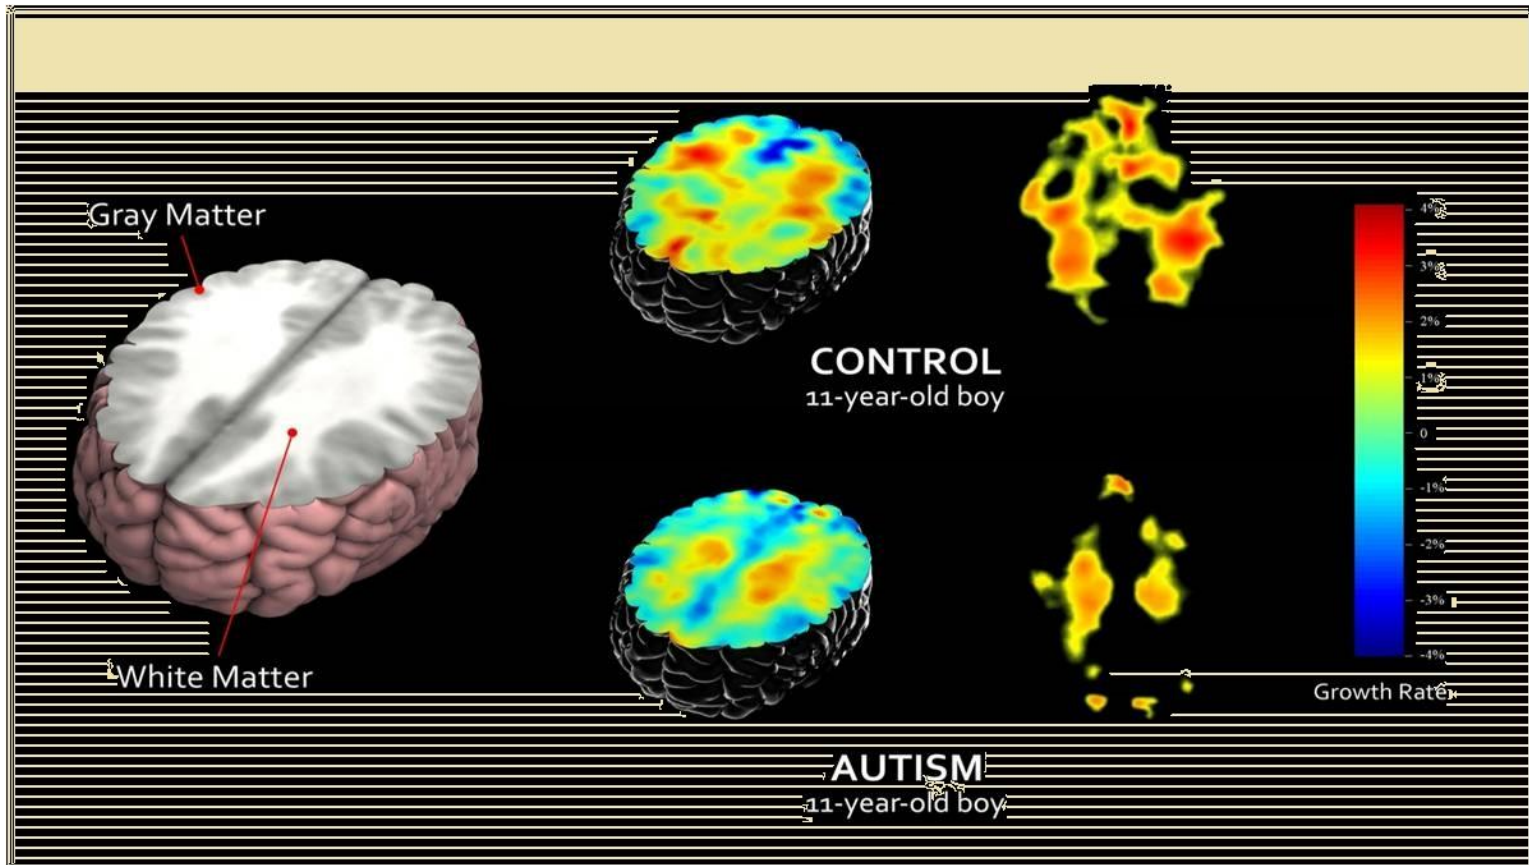 Gray Matter
White Matter
CONTROL
11-year-old boy
AUTISM
11-year-old boy
4%
3%
2%
1%
0
-1%
-2%
-3%
-4%
Growth Rate